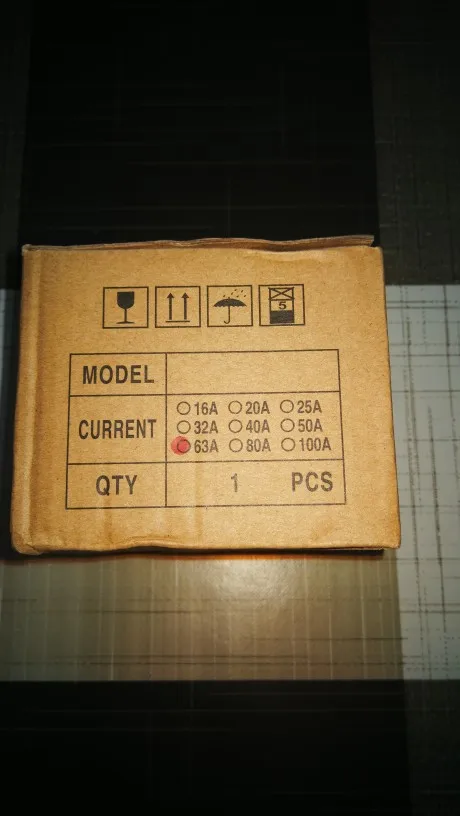 5
MODEL
CURRENT
16A 20A 25A
32A 40A 50A
63A 80A 100A
QTY 1 PCS